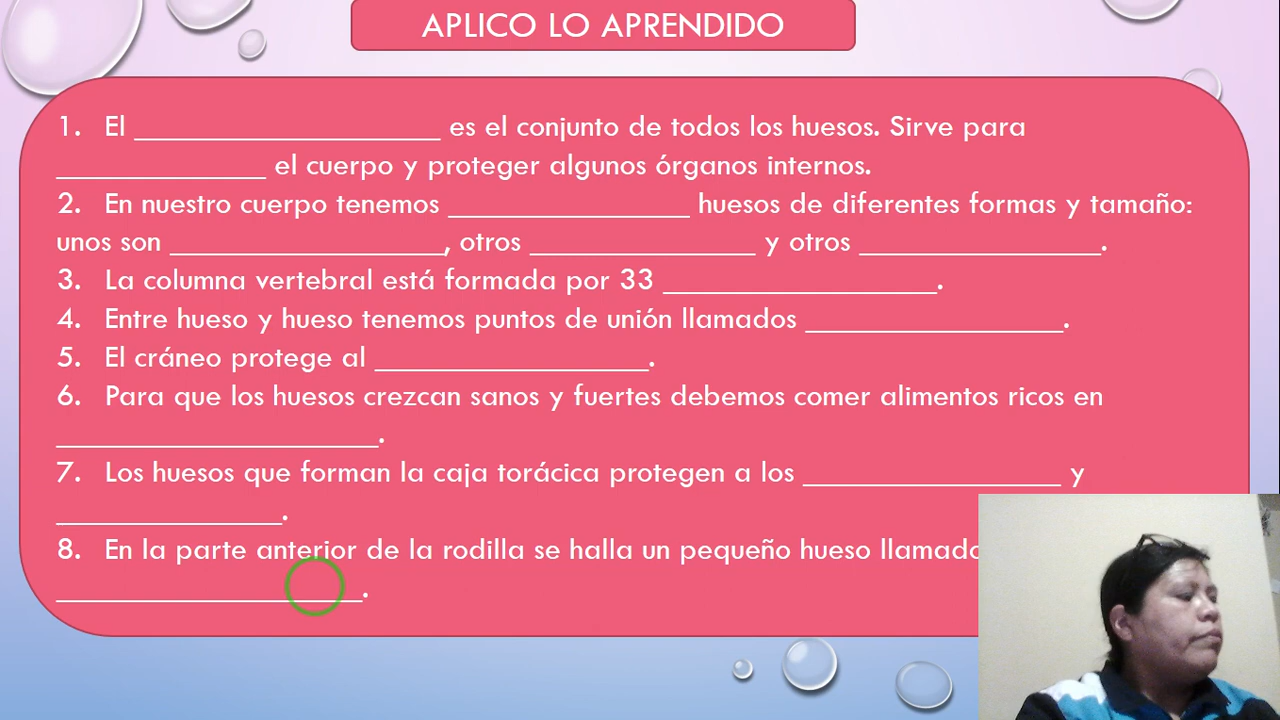 APLICO LO APRENDIDO
1. El ____________________ es el conjunto de todos los huesos. Sirve para
______________ el cuerpo y proteger algunos órganos internos.
2. En nuestro cuerpo tenemos ________________ huesos de diferentes formas y tamaño:
unos son __________________, otros _______________ y otros ________________.
3. La columna vertebral está formada por 33 __________________.
4. Entre hueso y hueso tenemos puntos de unión llamados _________________.
5. El cráneo protege al __________________.
6. Para que los huesos crezcan sanos y fuertes debemos comer alimentos ricos en
_____________________.
7. Los huesos que forman la caja torácica protegen a los _________________ y
_______________.
8. En la parte anterior de la rodilla se halla un pequeño hueso llamado
____________________.